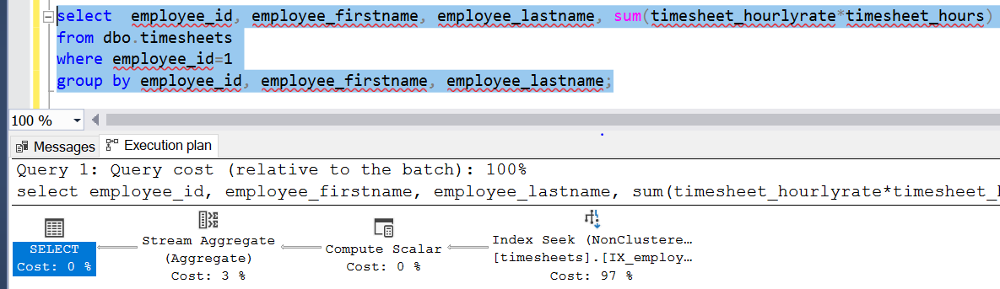 select  employee_id, employee_firstname, employee_lastname, sum(timesheet_hourlyrate*timesheet_hours)
from dbo.timesheets
where employee_id=1
group by employee_id, employee_firstname, employee_lastname;
100 %
Messages Execution plan
Query 1: Query cost (relative to the batch): 100%
select employee_id, employee_firstname, employee_lastname, sum(timesheet_hourlyrate*timesheet_
SELECT
Cost: 0 %
Stream Aggregate
(Aggregate)
Cost: 3 %
Compute Scalar
Cost: 0 %
Index Seek (NonClustere…
[timesheets].[IX_employ…
Cost: 97 %